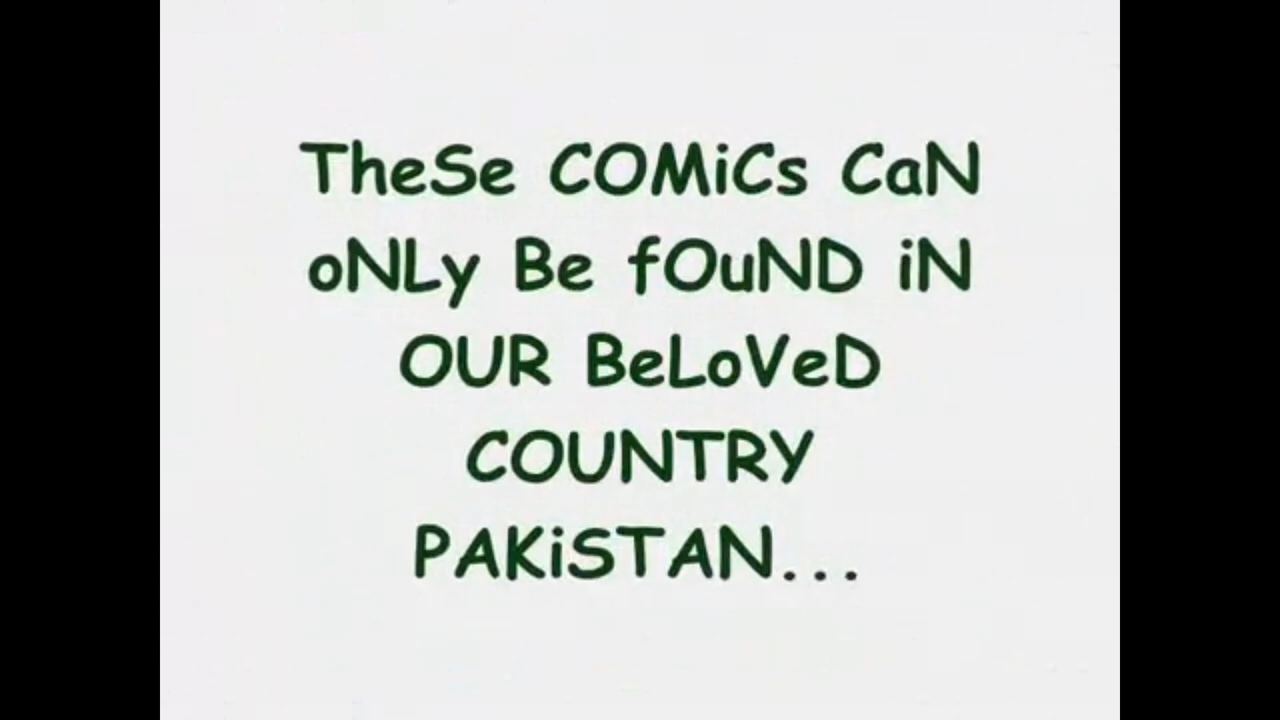 TheSe COMiCs CaN
oNLy Be fOuND iN
OUR BeLoVeD
COUNTRY
PAKiSTAN...